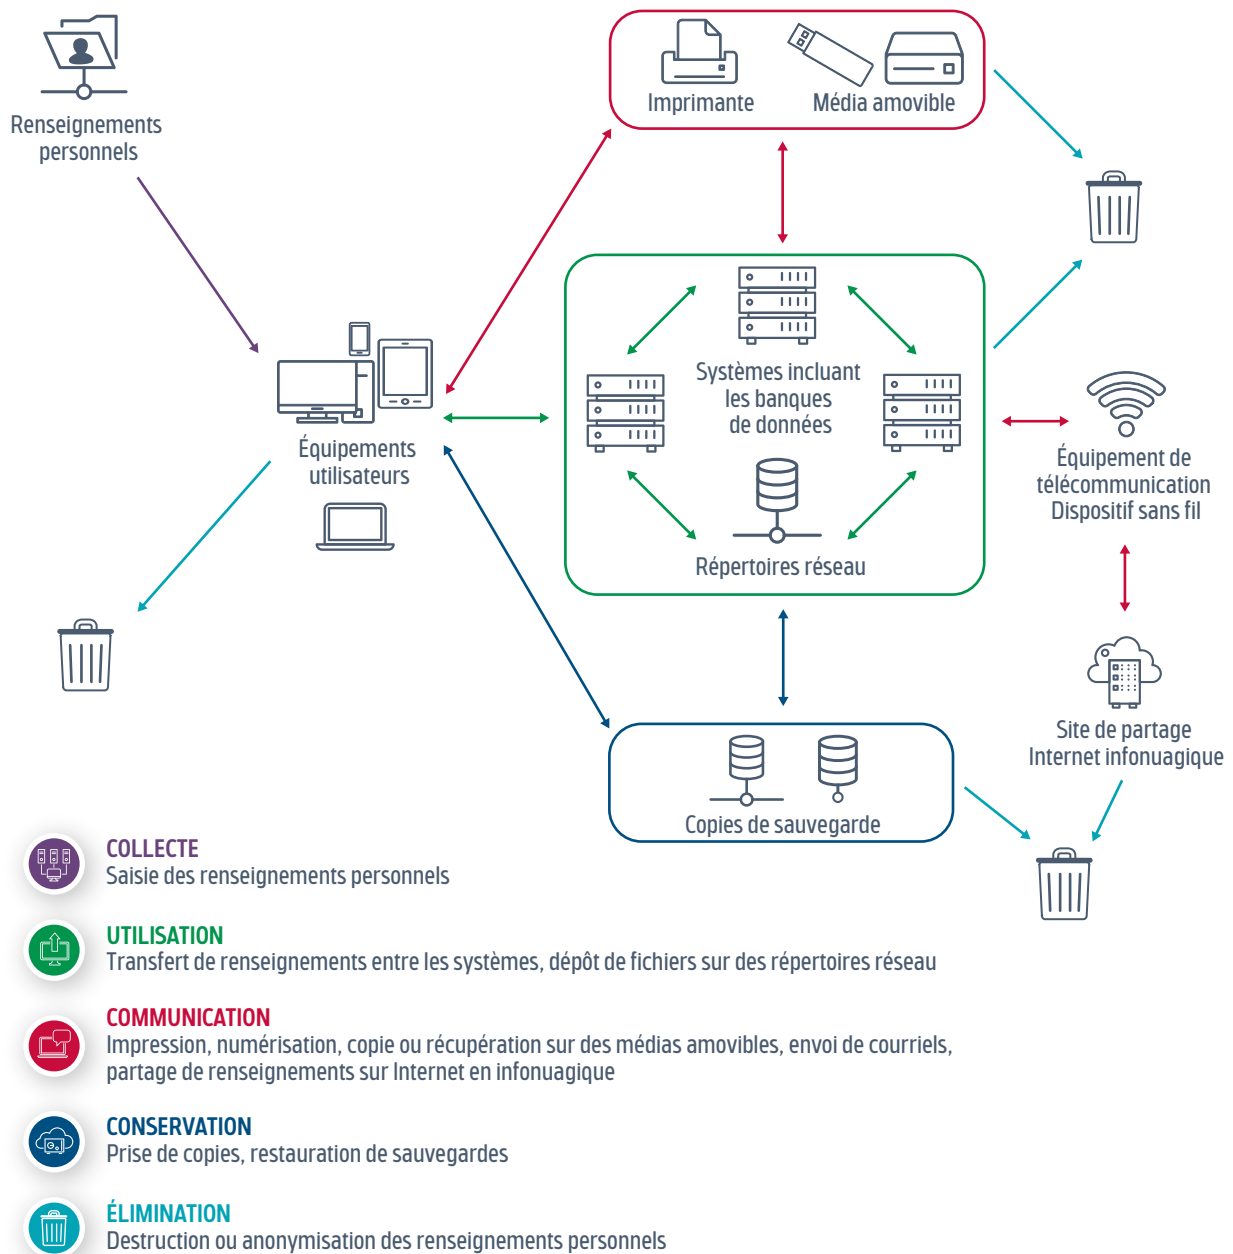 Renseignements
personnels
Imprimante
Média amovible
Systèmes incluant
les banques
de données
Répertoires réseau
Équipements
utilisateurs
Équipement de
télécommunication
Dispositif sans fil
Site de partage
Internet infonuagique
Copies de sauvegarde
COLLECTE
Saisie des renseignements personnels
UTILISATION
Transfert de renseignements entre les systèmes, dépôt de fichiers sur des répertoires réseau
COMMUNICATION
Impression, numérisation, copie ou récupération sur des médias amovibles, envoi de courriels,
partage de renseignements sur Internet en infonuagique
CONSERVATION
Prise de copies, restauration de sauvegardes
ÉLIMINATION
Destruction ou anonymisation des renseignements personnels